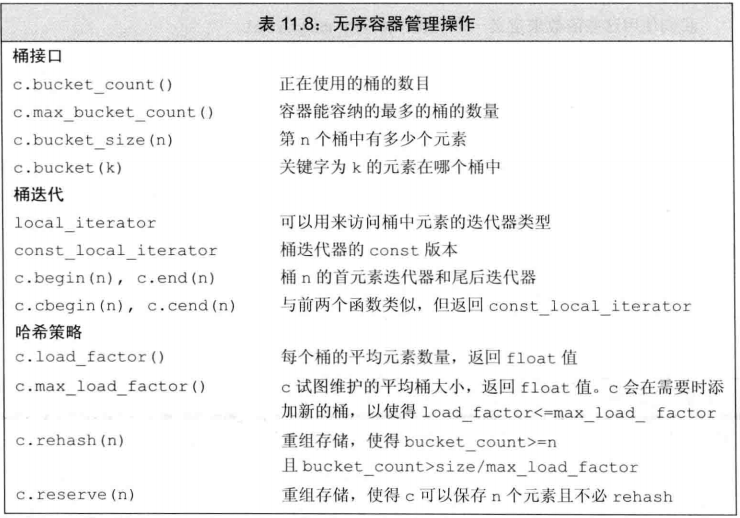 表 11.8：无序容器管理操作
桶接口
c.bucket_count() 正在使用的桶的数目
c.max_bucket_count() 容器能容纳的最多的桶的数量
c.bucket_size(n) 第 n 个桶中有多少个元素
c.bucket(k) 关键字为 k 的元素在哪个桶中
桶迭代
local_iterator 可以用来访问桶中元素的迭代器类型
const_local_iterator 桶迭代器的 const 版本
c.begin(n), c.end(n) 桶 n 的首元素迭代器和尾后迭代器
c.cbegin(n), c.cend(n) 与前两个函数类似，但返回 const_local_iterator
哈希策略
c.load_factor() 每个桶的平均元素数量，返回 float 值
c.max_load_factor() c 试图维护的平均桶大小，返回 float 值。c 会在需要时添
加新的桶，以使得 load_factor<=max_load_ factor
c.rehash(n) 重组存储，使得 bucket_count>=n
且 bucket_count>size/max_load_factor
c.reserve(n) 重组存储，使得 c 可以保存 n 个元素且不必 rehash